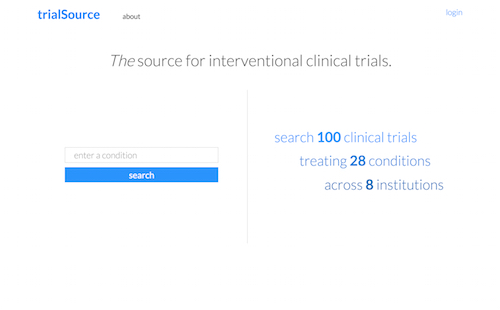 trialSource
about
login
The source for interventional clinical trials.
enter a condition
search
search 100 clinical trials
treating 28 conditions
across 8 institutions